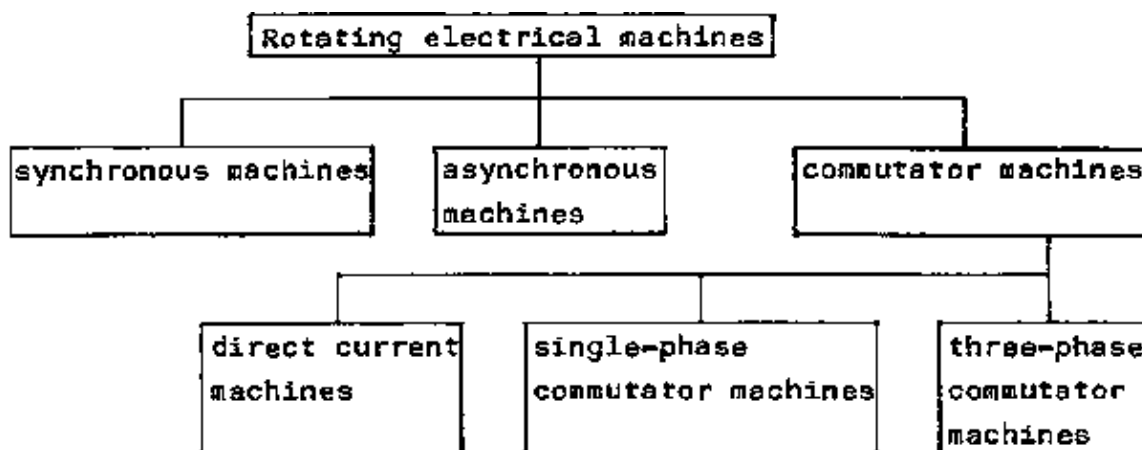 Rotating electrical machines
synchronous machines
asynchronous
machines
commutator machines
direct current
machines
single-phase
commutator machines
three-phase
commutator
machines